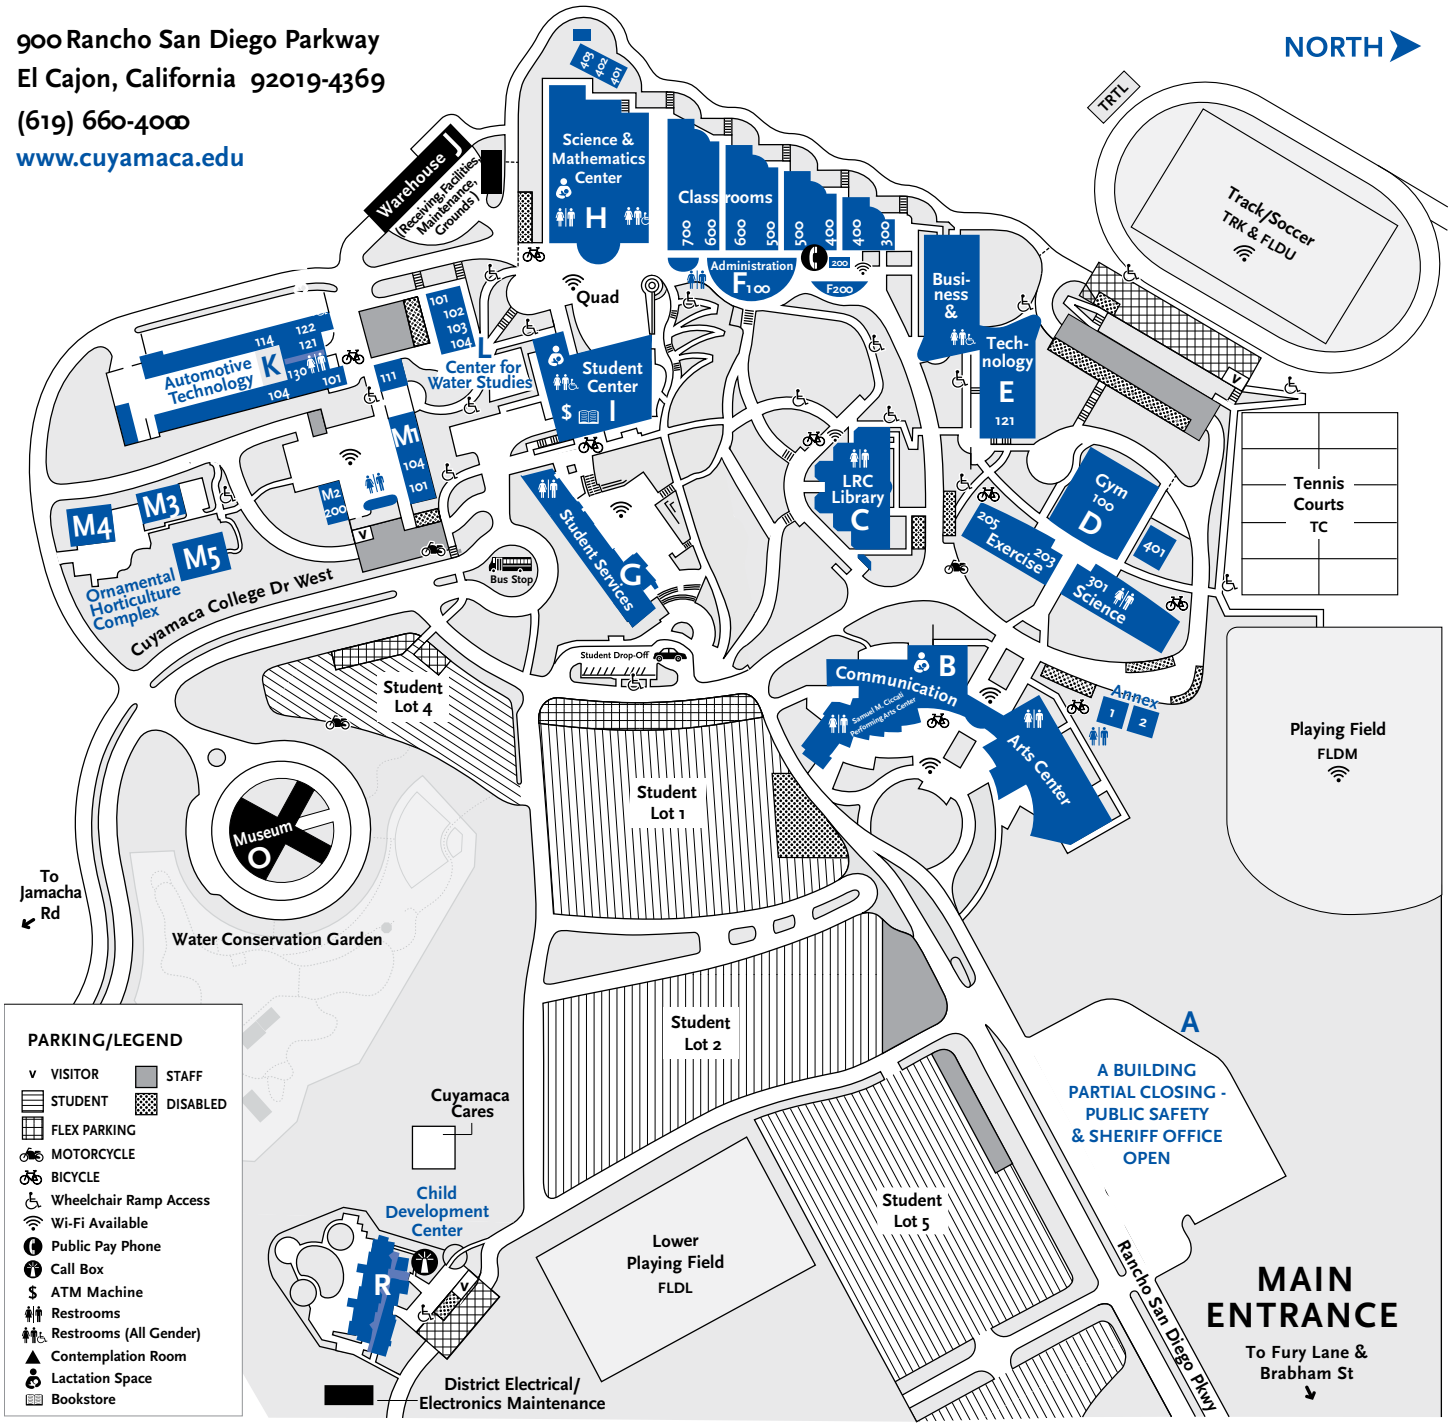 900 Rancho San Diego Parkway
El Cajon, California 92019-4369
(619) 660-4000
www.cuyamaca.edu
NORTH
403
402
401
Science &
Mathematics
Center
H
Warehouse J
(Receiving, Facilities,
Maintenance,
Grounds)
Classrooms
700
600
600
500
500
400
400
300
Administration
F100
200
F200
Quad
TRTL
Track/Soccer
TRK & FLDU
Busi-
ness
&
Tech-
nology
E
121
101
102
103
104
L
Center for
Water Studies
122
114
121
Automotive
Technology
K
130
101
104
111
Student
Center
$
I
M1
104
101
M2
200
V
M3
M4
M5
Ornamental
Horticulture
Complex
Cuyamaca College Dr West
Bus Stop
Student Services
G
LRC
Library
C
Gym
100
D
401
205
Exercise
203
301
Science
V
Tennis
Courts
TC
Student Drop-Off
Student
Lot 4
B
Communication
Samuel M. Ciccati
Performing Arts Center
Arts Center
Annex
1
2
Playing Field
FLDM
Student
Lot 1
Museum
O
To
Jamacha
Rd
Water Conservation Garden
Student
Lot 2
A
A BUILDING
PARTIAL CLOSING -
PUBLIC SAFETY
& SHERIFF OFFICE
OPEN
PARKING/LEGEND
V VISITOR
STAFF
STUDENT
DISABLED
FLEX PARKING
MOTORCYCLE
BICYCLE
Wheelchair Ramp Access
Wi-Fi Available
Public Pay Phone
Call Box
$ ATM Machine
Restrooms
Restrooms (All Gender)
Contemplation Room
Lactation Space
Bookstore
Cuyamaca
Cares
Child
Development
Center
R
V
Student
Lot 5
Lower
Playing Field
FLDL
Rancho San Diego Pkwy
MAIN
ENTRANCE
To Fury Lane &
Brabham St
District Electrical/
Electronics Maintenance